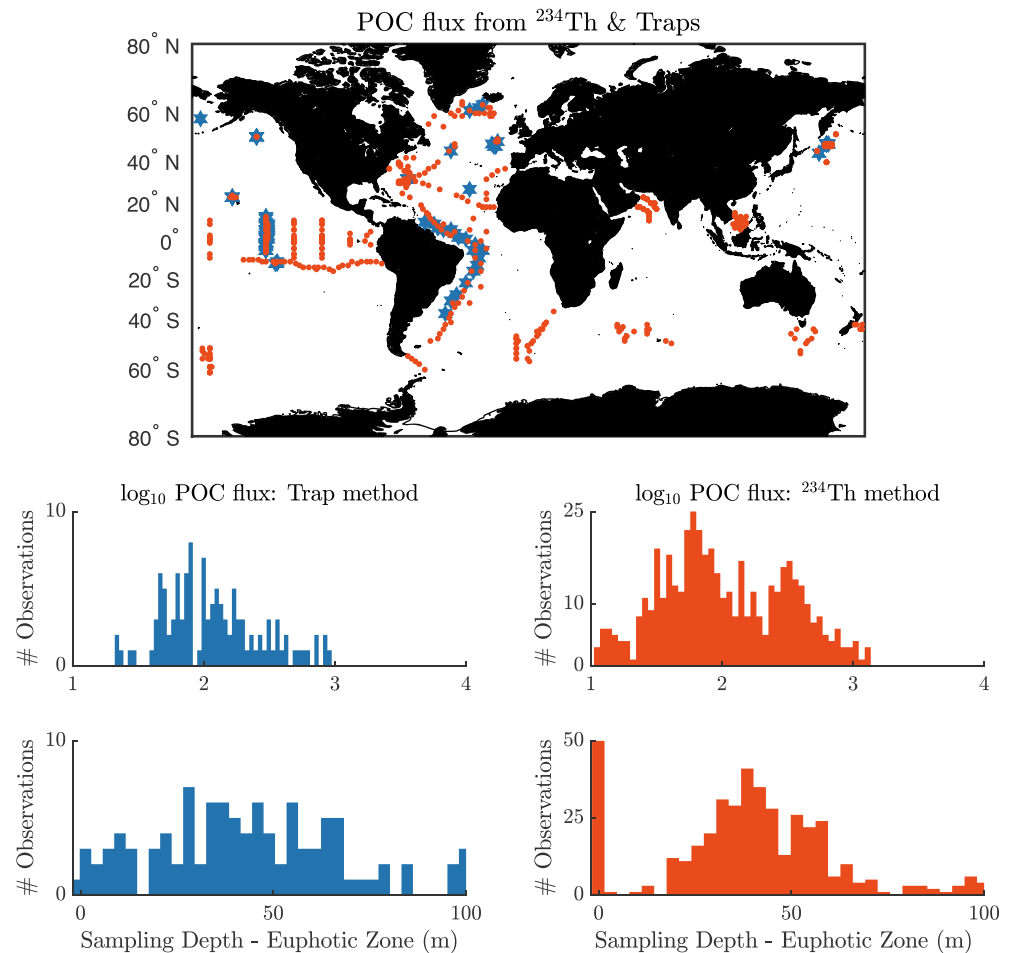 POC flux from ²³⁴Th & Traps
80° N
60° N
40° N
20° N
0°
20° S
40° S
60° S
80° S
log₁₀ POC flux: Trap method
# Observations
10
0
1 2 3 4
log₁₀ POC flux: ²³⁴Th method
# Observations
25
10
0
1 2 3 4
# Observations
10
0
0 50 100
Sampling Depth - Euphotic Zone (m)
# Observations
50
25
0
0 50 100
Sampling Depth - Euphotic Zone (m)